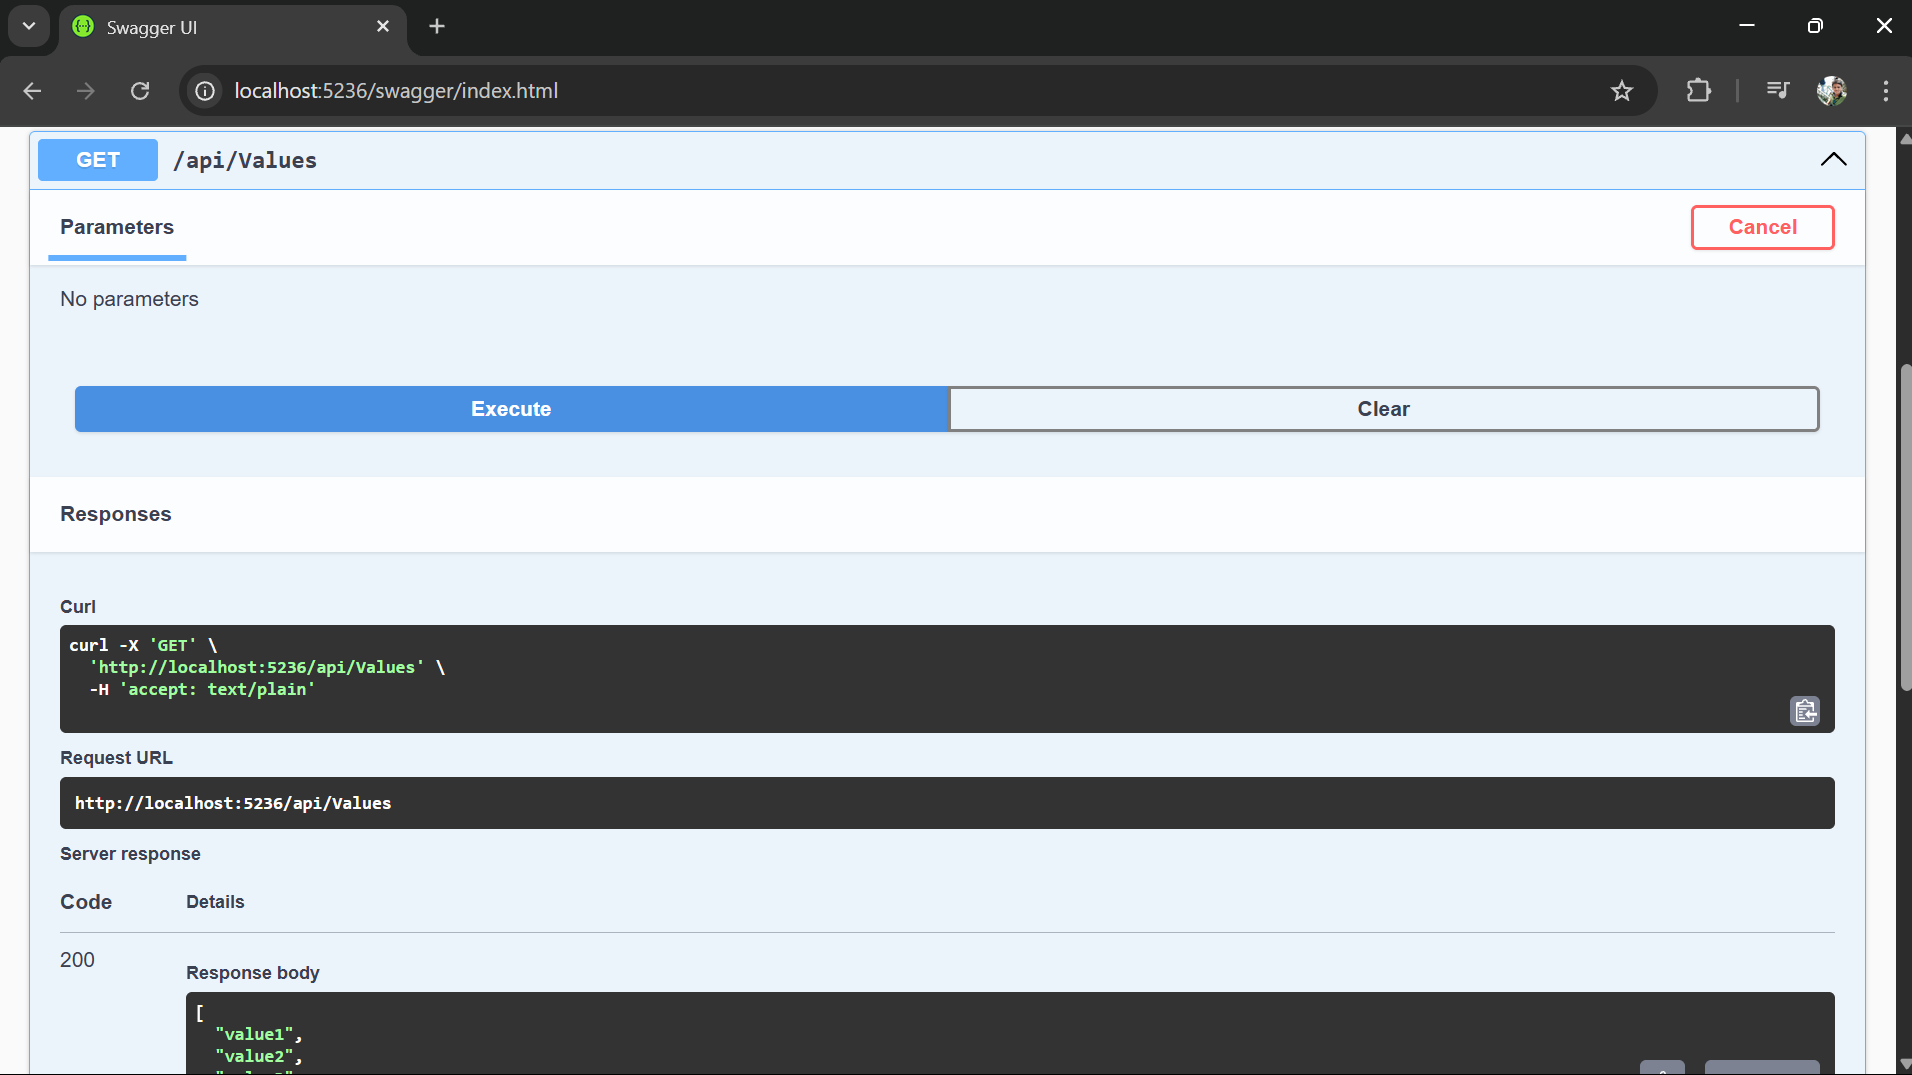 Swagger UI
localhost:5236/swagger/index.html
GET /api/Values
Parameters
Cancel
No parameters
Execute
Clear
Responses
Curl
curl -X 'GET' \
  'http://localhost:5236/api/Values' \
  -H 'accept: text/plain'
Request URL
http://localhost:5236/api/Values
Server response
Code Details
200
Response body
[
  "value1",
  "value2",